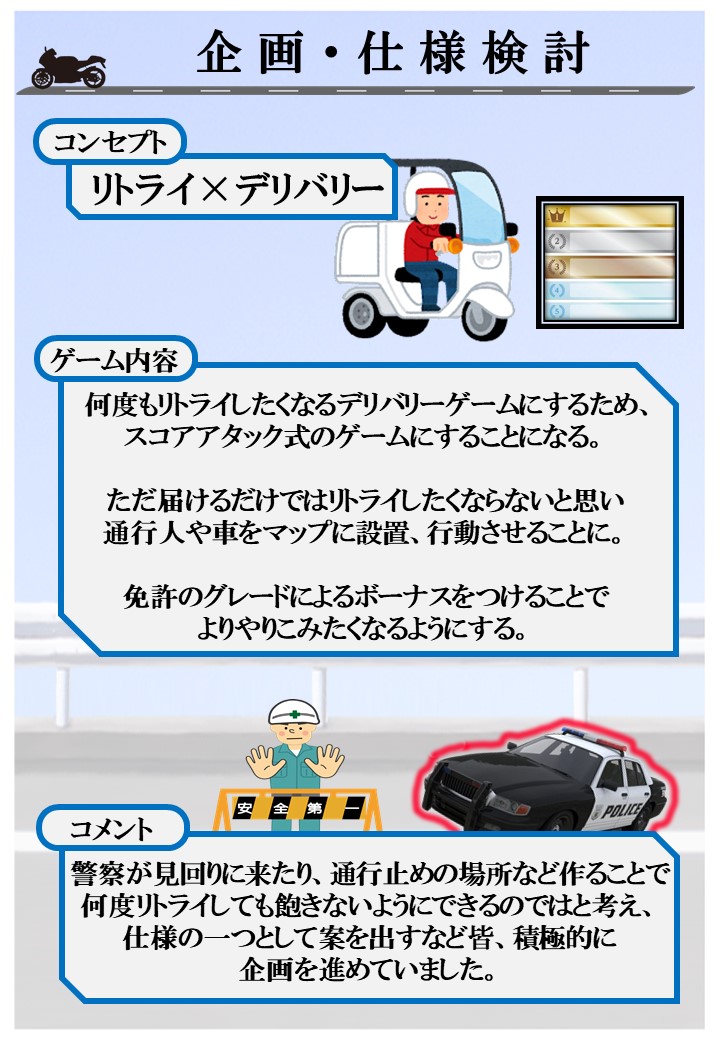 企画・仕様検討
コンセプト
リトライ×デリバリー
1
2
3
4
5
ゲーム内容
何度もリトライしたくなるデリバリーゲームにするため、
スコアアタック式のゲームにすることになる。
ただ届けるだけではリトライしたくならないと思い
通行人や車をマップに設置、行動させることに。
免許のグレードによるボーナスをつけることで
よりやりこみたくなるようにする。
安全第一
POLICE
コメント
警察が見回りに来たり、通行止めの場所など作ることで
何度リトライしても飽きないようにできるのではと考え、
仕様の一つとして案を出すなど皆、積極的に
企画を進めていました。